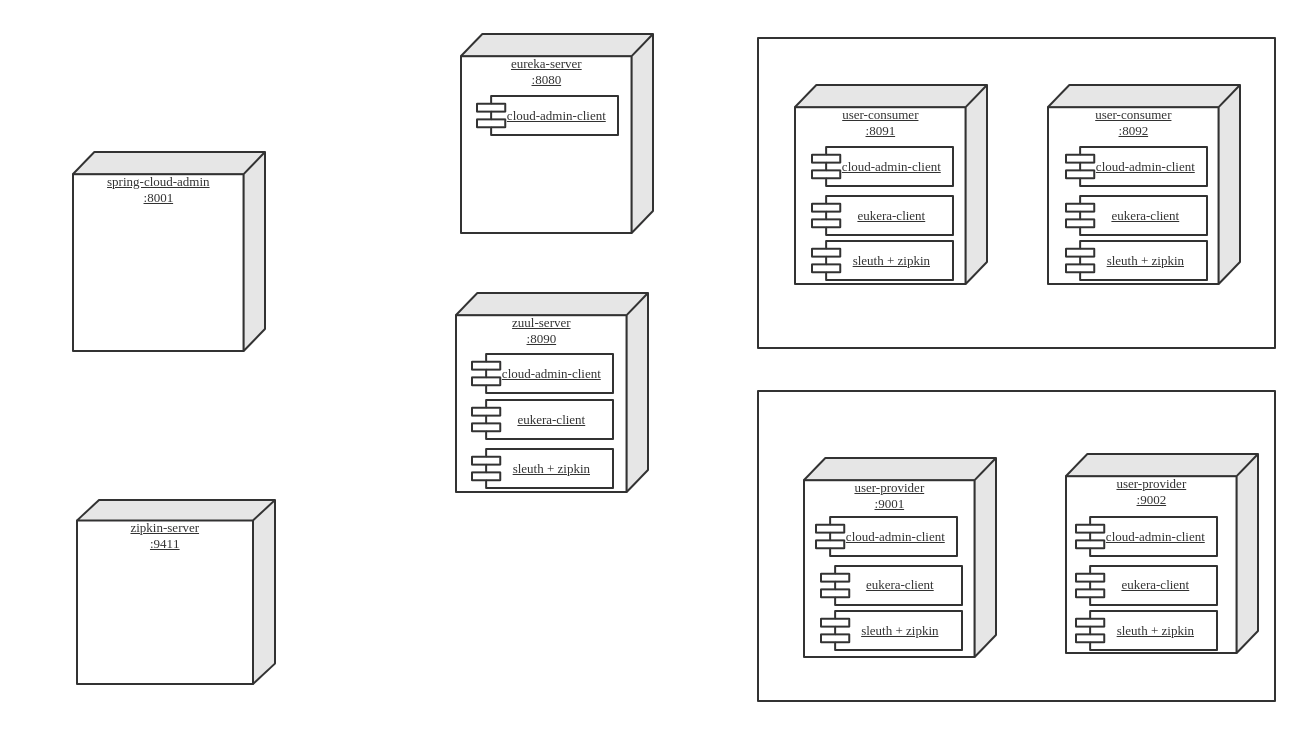 spring-cloud-admin
:8001
zipkin-server
:9411
eureka-server
:8080
cloud-admin-client
zuul-server
:8090
cloud-admin-client
eukera-client
sleuth + zipkin
user-consumer
:8091
cloud-admin-client
eukera-client
sleuth + zipkin
user-consumer
:8092
cloud-admin-client
eukera-client
sleuth + zipkin
user-provider
:9001
cloud-admin-client
eukera-client
sleuth + zipkin
user-provider
:9002
cloud-admin-client
eukera-client
sleuth + zipkin